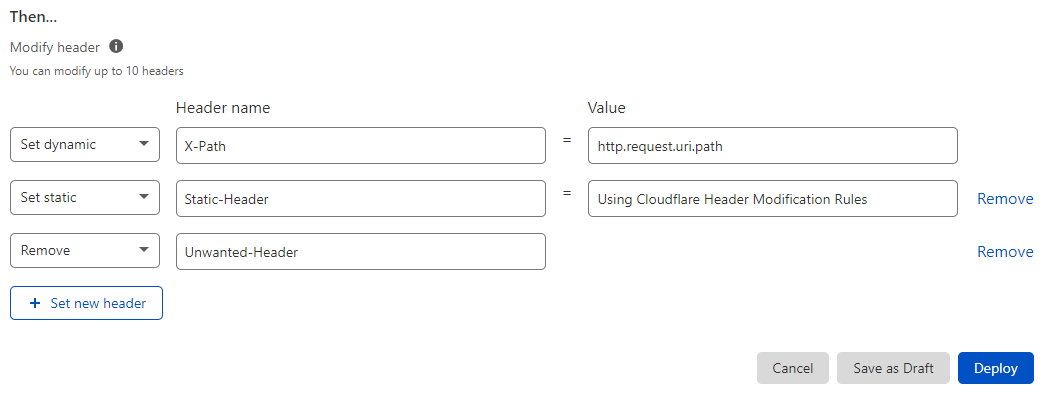 Then...
Modify header
You can modify up to 10 headers
Header name Value
Set dynamic X-Path = http.request.uri.path
Set static Static-Header = Using Cloudflare Header Modification Rules Remove
Remove Unwanted-Header Remove
+ Set new header
Cancel Save as Draft Deploy